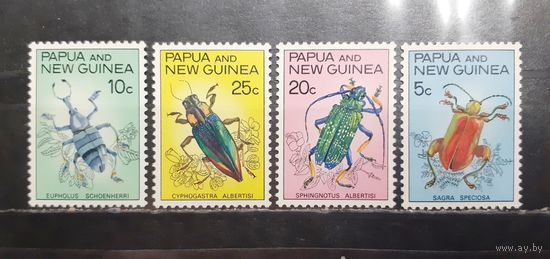 PAPUA AND
NEW GUINEA
10c
EUPHOLUS SCHOENHERRI
PAPUA AND
NEW GUINEA
25c
CYPHOGASTRA ALBERTISI
PAPUA AND
NEW GUINEA
20c
SPHINGNOTUS ALBERTISI
PAPUA AND
NEW GUINEA
5c
SAGRA SPECIOSA
www.ay.by